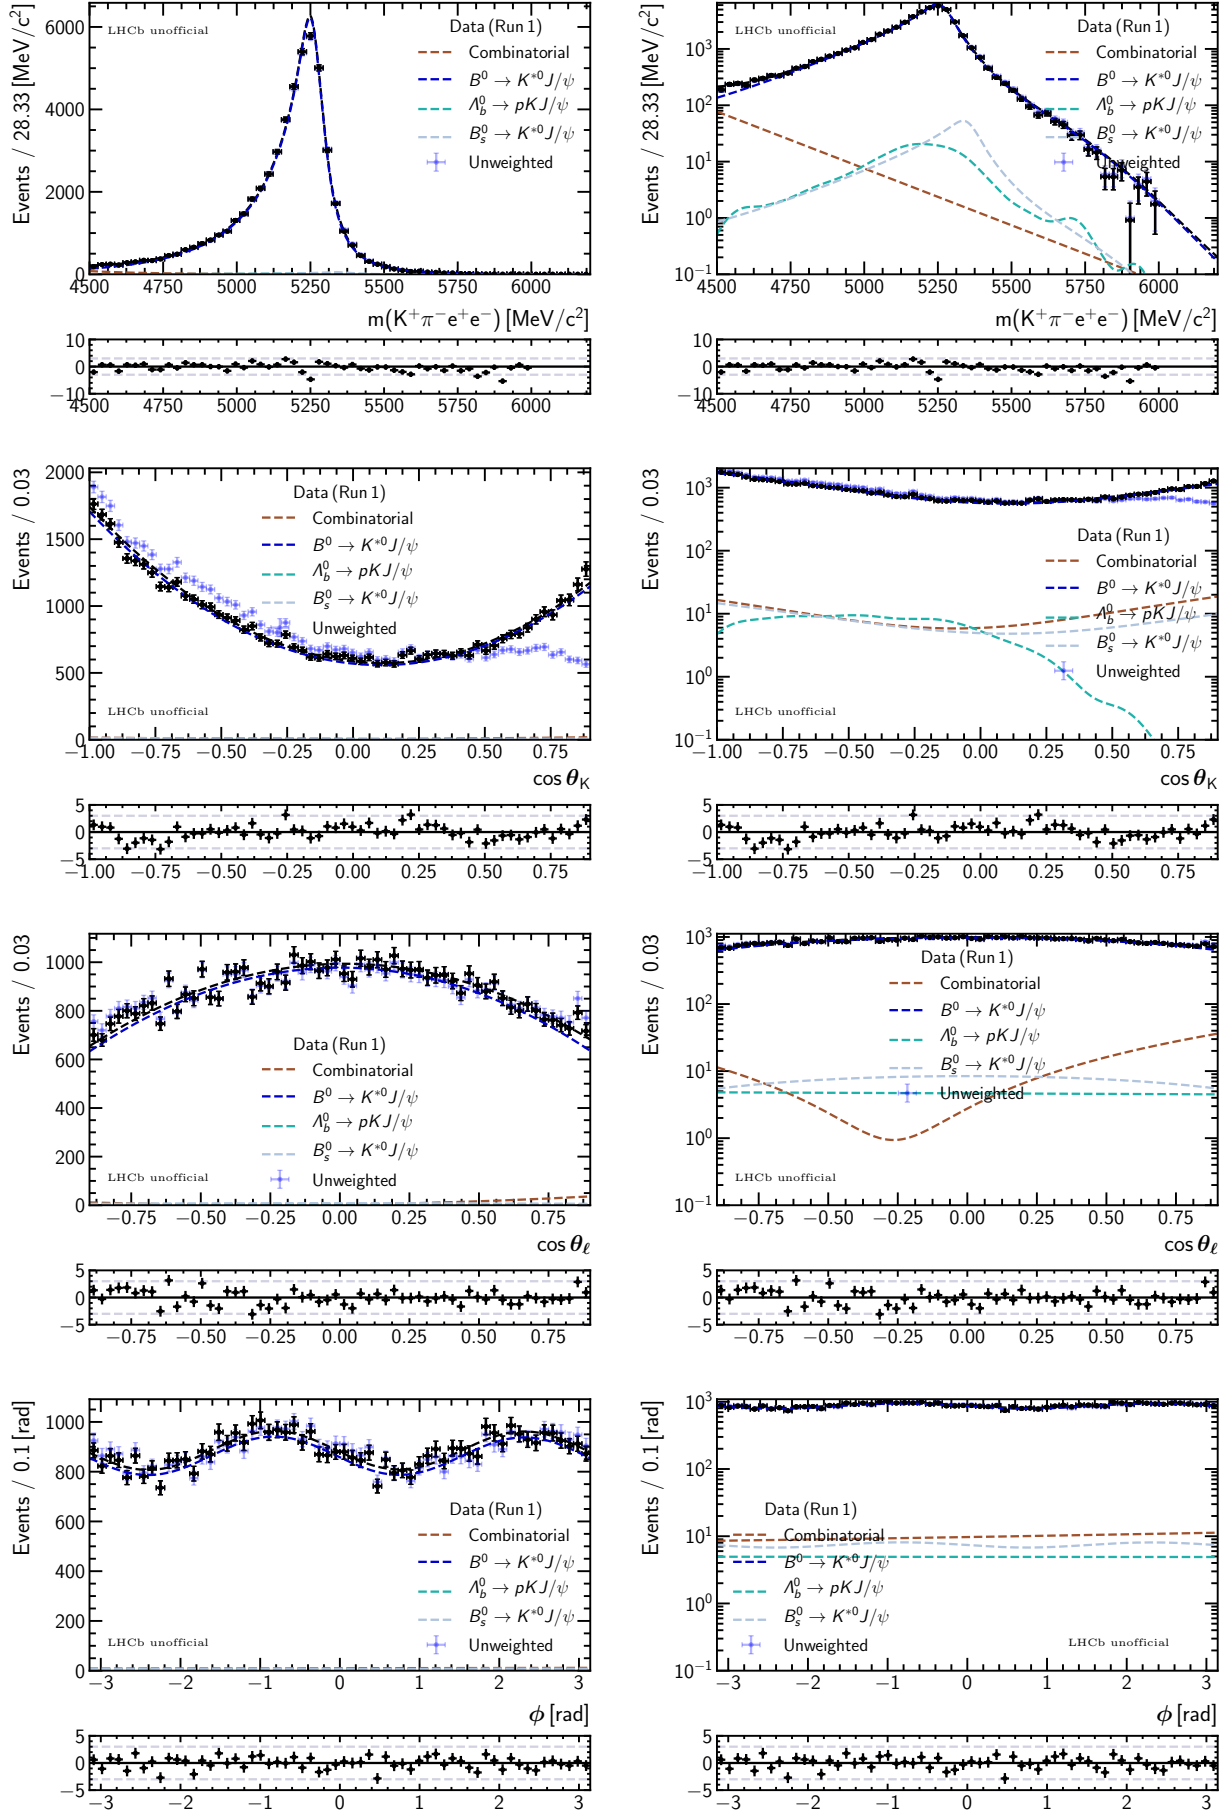 Events / 28.33 [MeV/c²]
6000
4000
2000
0
LHCb unofficial
Data (Run 1)
Combinatorial
B⁰ → K*⁰J/ψ
Λ_b⁰ → pKJ/ψ
B_s⁰ → K*⁰J/ψ
Unweighted
4500 4750 5000 5250 5500 5750 6000
m(K⁺π⁻e⁺e⁻) [MeV/c²]
10
0
−10
4500 4750 5000 5250 5500 5750 6000
Events / 28.33 [MeV/c²]
10³
10²
10¹
10⁰
10⁻¹
LHCb unofficial
Data (Run 1)
Combinatorial
B⁰ → K*⁰J/ψ
Λ_b⁰ → pKJ/ψ
B_s⁰ → K*⁰J/ψ
Unweighted
4500 4750 5000 5250 5500 5750 6000
m(K⁺π⁻e⁺e⁻) [MeV/c²]
10
0
−10
4500 4750 5000 5250 5500 5750 6000
Events / 0.03
2000
1500
1000
500
0
Data (Run 1)
Combinatorial
B⁰ → K*⁰J/ψ
Λ_b⁰ → pKJ/ψ
B_s⁰ → K*⁰J/ψ
Unweighted
LHCb unofficial
−1.00 −0.75 −0.50 −0.25 0.00 0.25 0.50 0.75
cos θ_K
5
0
−5
−1.00 −0.75 −0.50 −0.25 0.00 0.25 0.50 0.75
Events / 0.03
10³
10²
10¹
10⁰
10⁻¹
Data (Run 1)
Combinatorial
B⁰ → K*⁰J/ψ
Λ_b⁰ → pKJ/ψ
B_s⁰ → K*⁰J/ψ
Unweighted
LHCb unofficial
−1.00 −0.75 −0.50 −0.25 0.00 0.25 0.50 0.75
cos θ_K
5
0
−5
−1.00 −0.75 −0.50 −0.25 0.00 0.25 0.50 0.75
Events / 0.03
1000
800
600
400
200
0
Data (Run 1)
Combinatorial
B⁰ → K*⁰J/ψ
Λ_b⁰ → pKJ/ψ
B_s⁰ → K*⁰J/ψ
Unweighted
LHCb unofficial
−0.75 −0.50 −0.25 0.00 0.25 0.50 0.75
cos θ_ℓ
5
0
−5
−0.75 −0.50 −0.25 0.00 0.25 0.50 0.75
Events / 0.03
10³
10²
10¹
10⁰
10⁻¹
Data (Run 1)
Combinatorial
B⁰ → K*⁰J/ψ
Λ_b⁰ → pKJ/ψ
B_s⁰ → K*⁰J/ψ
Unweighted
LHCb unofficial
−0.75 −0.50 −0.25 0.00 0.25 0.50 0.75
cos θ_ℓ
5
0
−5
−0.75 −0.50 −0.25 0.00 0.25 0.50 0.75
Events / 0.1 [rad]
1000
800
600
400
200
0
Data (Run 1)
Combinatorial
B⁰ → K*⁰J/ψ
Λ_b⁰ → pKJ/ψ
B_s⁰ → K*⁰J/ψ
Unweighted
LHCb unofficial
−3 −2 −1 0 1 2 3
ϕ [rad]
5
0
−5
−3 −2 −1 0 1 2 3
Events / 0.1 [rad]
10³
10²
10¹
10⁰
10⁻¹
Data (Run 1)
Combinatorial
B⁰ → K*⁰J/ψ
Λ_b⁰ → pKJ/ψ
B_s⁰ → K*⁰J/ψ
Unweighted
LHCb unofficial
−3 −2 −1 0 1 2 3
ϕ [rad]
5
0
−5
−3 −2 −1 0 1 2 3